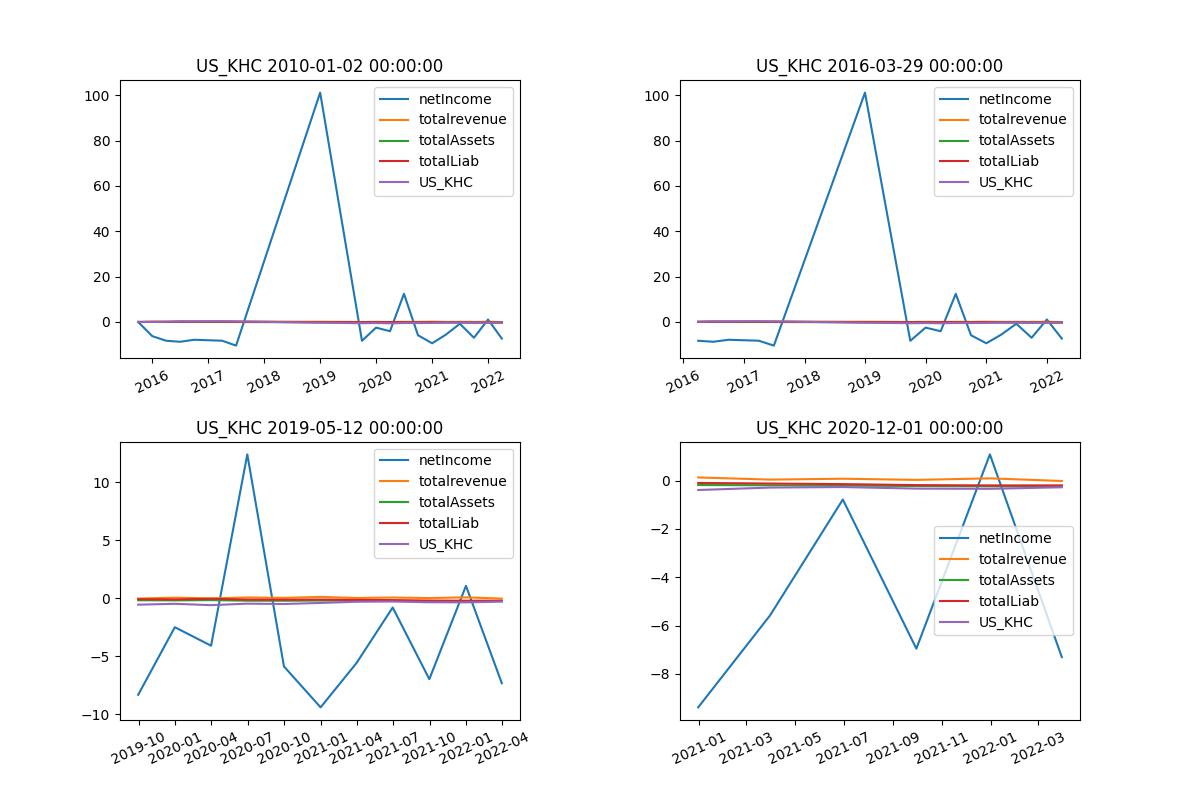 US_KHC 2010-01-02 00:00:00
100
80
60
40
20
0
2016
2017
2018
2019
2020
2021
2022
netIncome
totalrevenue
totalAssets
totalLiab
US_KHC
US_KHC 2016-03-29 00:00:00
100
80
60
40
20
0
2016
2017
2018
2019
2020
2021
2022
netIncome
totalrevenue
totalAssets
totalLiab
US_KHC
US_KHC 2019-05-12 00:00:00
10
5
0
−5
−10
2019-10
2020-01
2020-04
2020-07
2020-10
2021-01
2021-04
2021-07
2021-10
2022-01
2022-04
netIncome
totalrevenue
totalAssets
totalLiab
US_KHC
US_KHC 2020-12-01 00:00:00
0
−2
−4
−6
−8
2021-01
2021-03
2021-05
2021-07
2021-09
2021-11
2022-01
2022-03
netIncome
totalrevenue
totalAssets
totalLiab
US_KHC